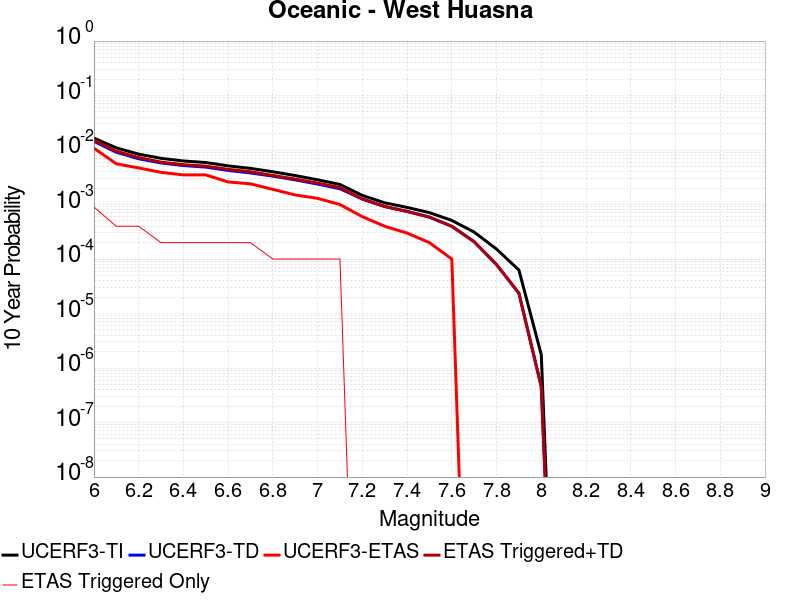 Oceanic - West Huasna
10^0
10^-1
10^-2
10^-3
10^-4
10^-5
10^-6
10^-7
10^-8
10 Year Probability
6 6.2 6.4 6.6 6.8 7 7.2 7.4 7.6 7.8 8 8.2 8.4 8.6 8.8 9
Magnitude
UCERF3-TI UCERF3-TD UCERF3-ETAS ETAS Triggered+TD
ETAS Triggered Only